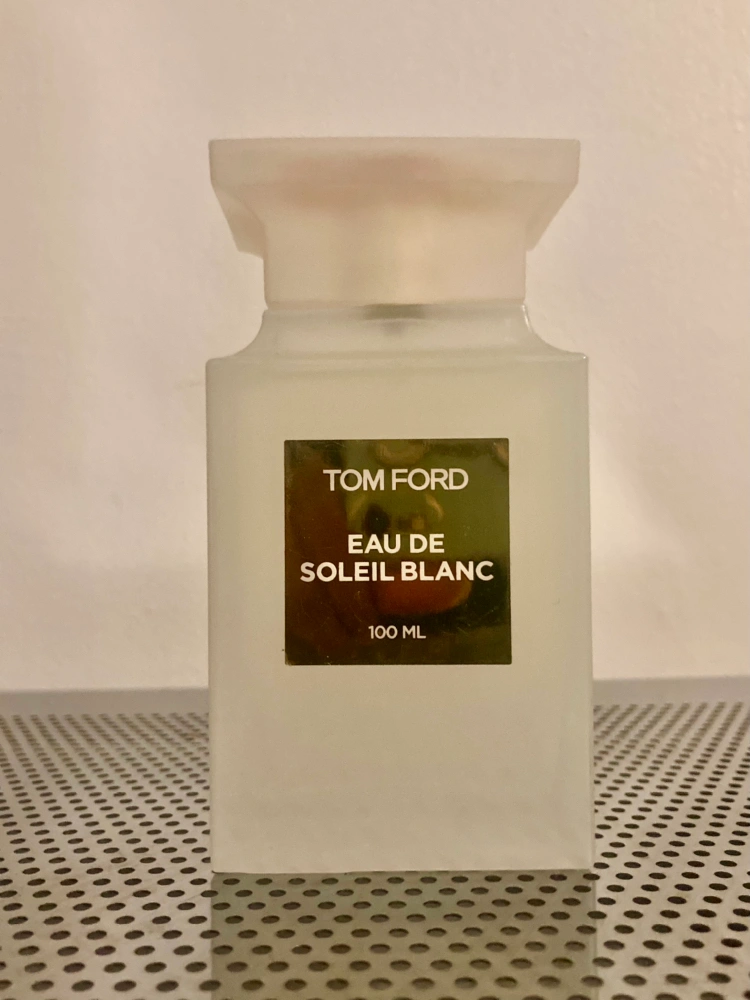 TOM FORD
EAU DE
SOLEIL BLANC
100 ML